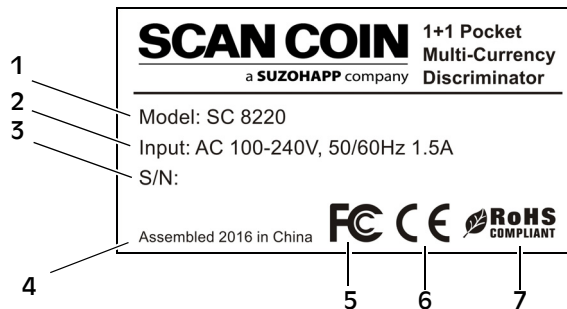 SCAN COIN
a SUZOHAPP company
1+1 Pocket
Multi-Currency
Discriminator
1
Model: SC 8220
2
Input: AC 100-240V, 50/60Hz 1.5A
3
S/N:
4
Assembled 2016 in China
FC CE RoHS
COMPLIANT
5 6 7